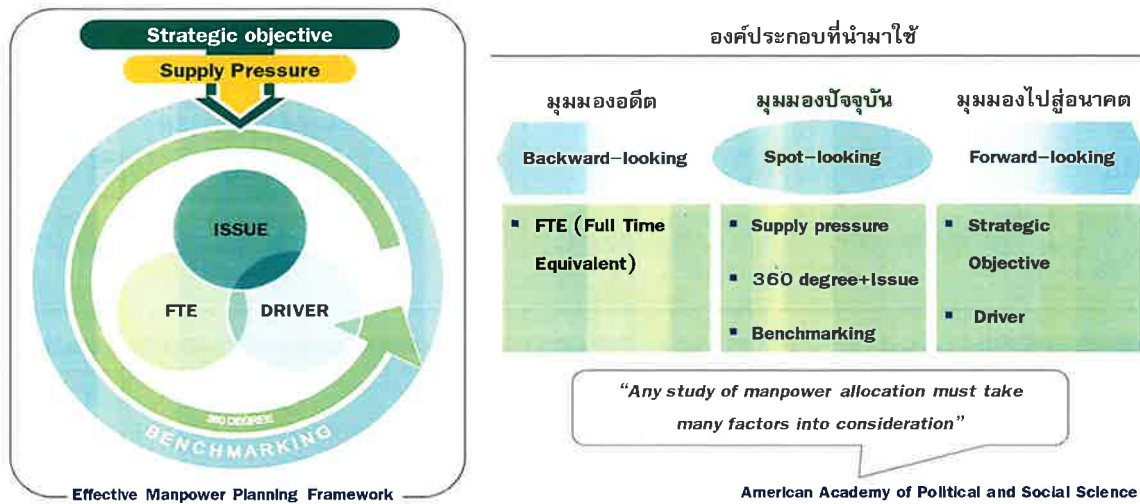 Strategic objective
Supply Pressure
ISSUE
FTE
DRIVER
360 DEGREE
BENCHMARKING
Effective Manpower Planning Framework
องค์ประกอบที่นำมาใช้
มุมมองอดีต
มุมมองปัจจุบัน
มุมมองไปสู่อนาคต
Backward-looking
Spot-looking
Forward-looking
▪ FTE (Full Time
Equivalent)
▪ Supply pressure
▪ 360 degree+Issue
▪ Benchmarking
▪ Strategic
Objective
▪ Driver
“Any study of manpower allocation must take
many factors into consideration”
American Academy of Political and Social Science